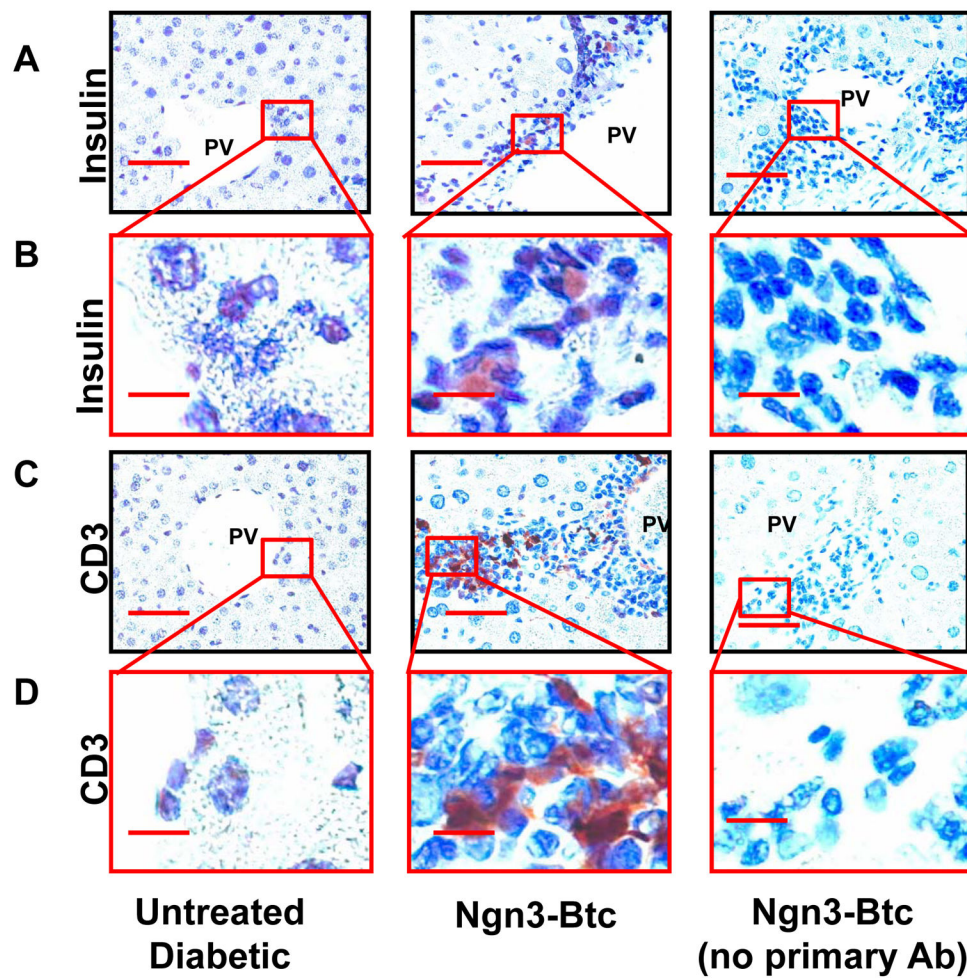 A
Insulin
PV
PV
PV
B
Insulin
C
CD3
PV
PV
PV
D
CD3
Untreated
Diabetic
Ngn3-Btc
Ngn3-Btc
(no primary Ab)